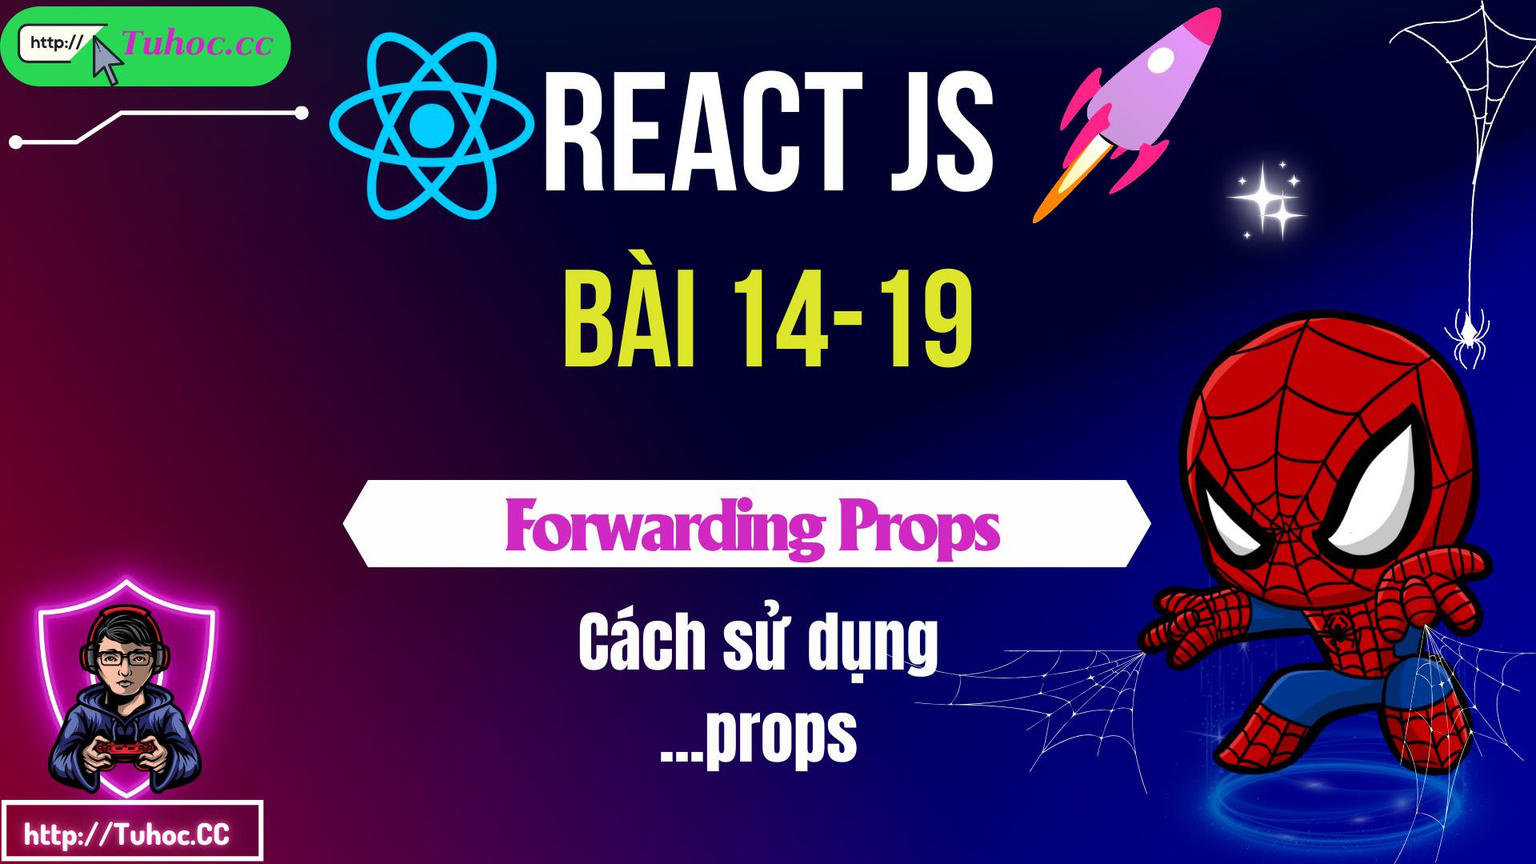 http://
Tuhoc.cc
REACT JS
BÀI 14-19
Forwarding Props
Cách sử dụng
...props
http://Tuhoc.CC